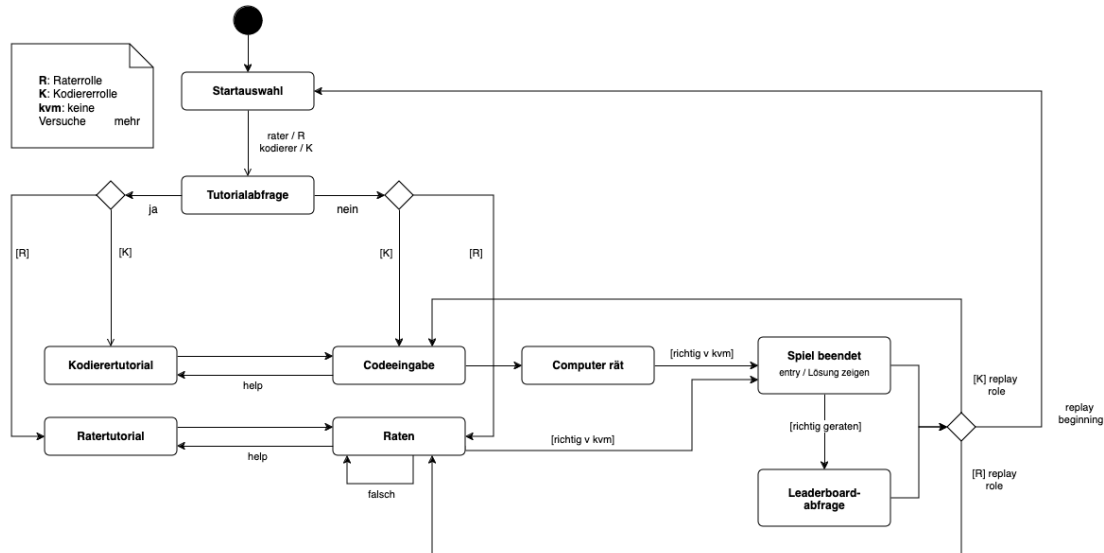 R: Raterrolle
K: Kodiererrolle
kvm: keine
Versuche mehr
Startauswahl
rater / R
kodierer / K
Tutorialabfrage
ja
nein
[R]
[K]
[K]
[R]
Kodierertutorial
help
Codeeingabe
Computer rät
[richtig v kvm]
Spiel beendet
entry / Lösung zeigen
[K] replay
role
replay
beginning
Ratertutorial
help
Raten
falsch
[richtig v kvm]
[richtig geraten]
Leaderboard-
abfrage
[R] replay
role